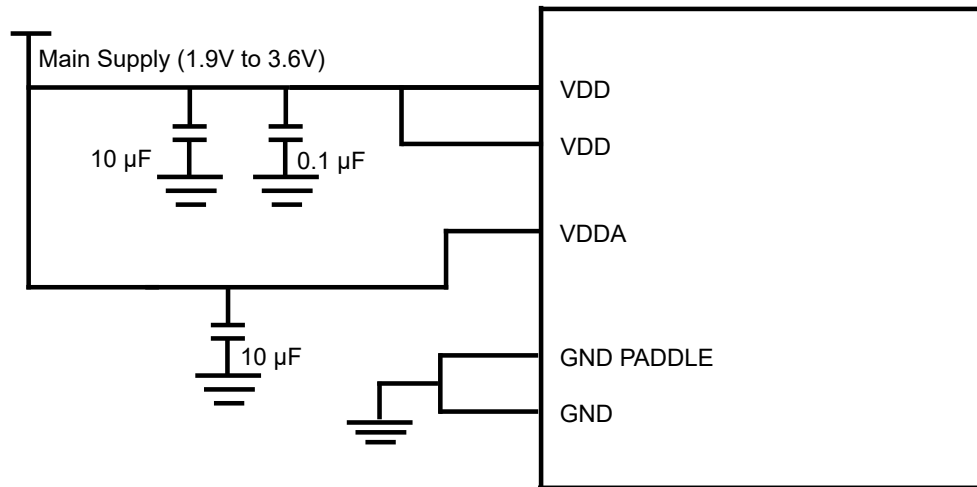 Main Supply (1.9V to 3.6V)
VDD
VDD
10 µF
0.1 µF
VDDA
10 µF
GND PADDLE
GND